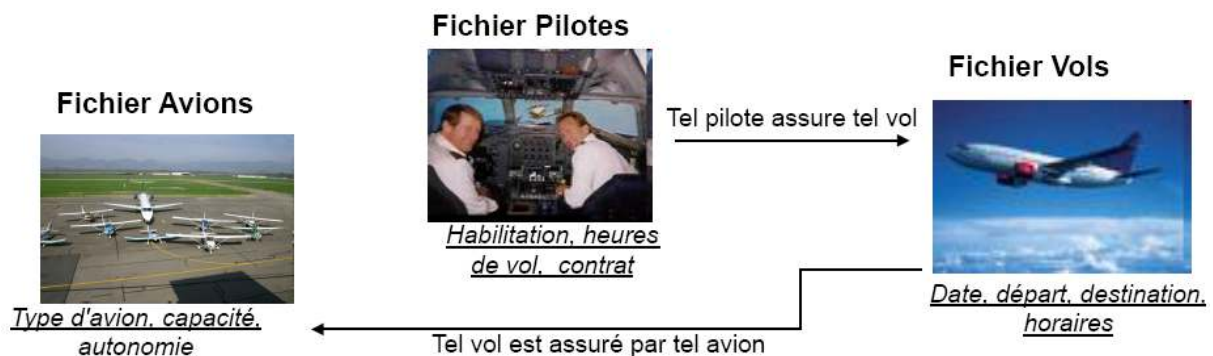 Fichier Pilotes
Fichier Vols
Fichier Avions
Tel pilote assure tel vol
Habilitation, heures
de vol, contrat
Date, départ, destination,
horaires
Type d'avion, capacité,
autonomie
Tel vol est assuré par tel avion